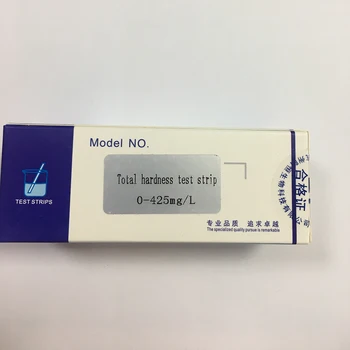 Model NO.
Total hardness test strip
0-425mg/L
TEST STRIPS
专业品质 追求卓越
The specialized quality pursue is remarkable
合格证